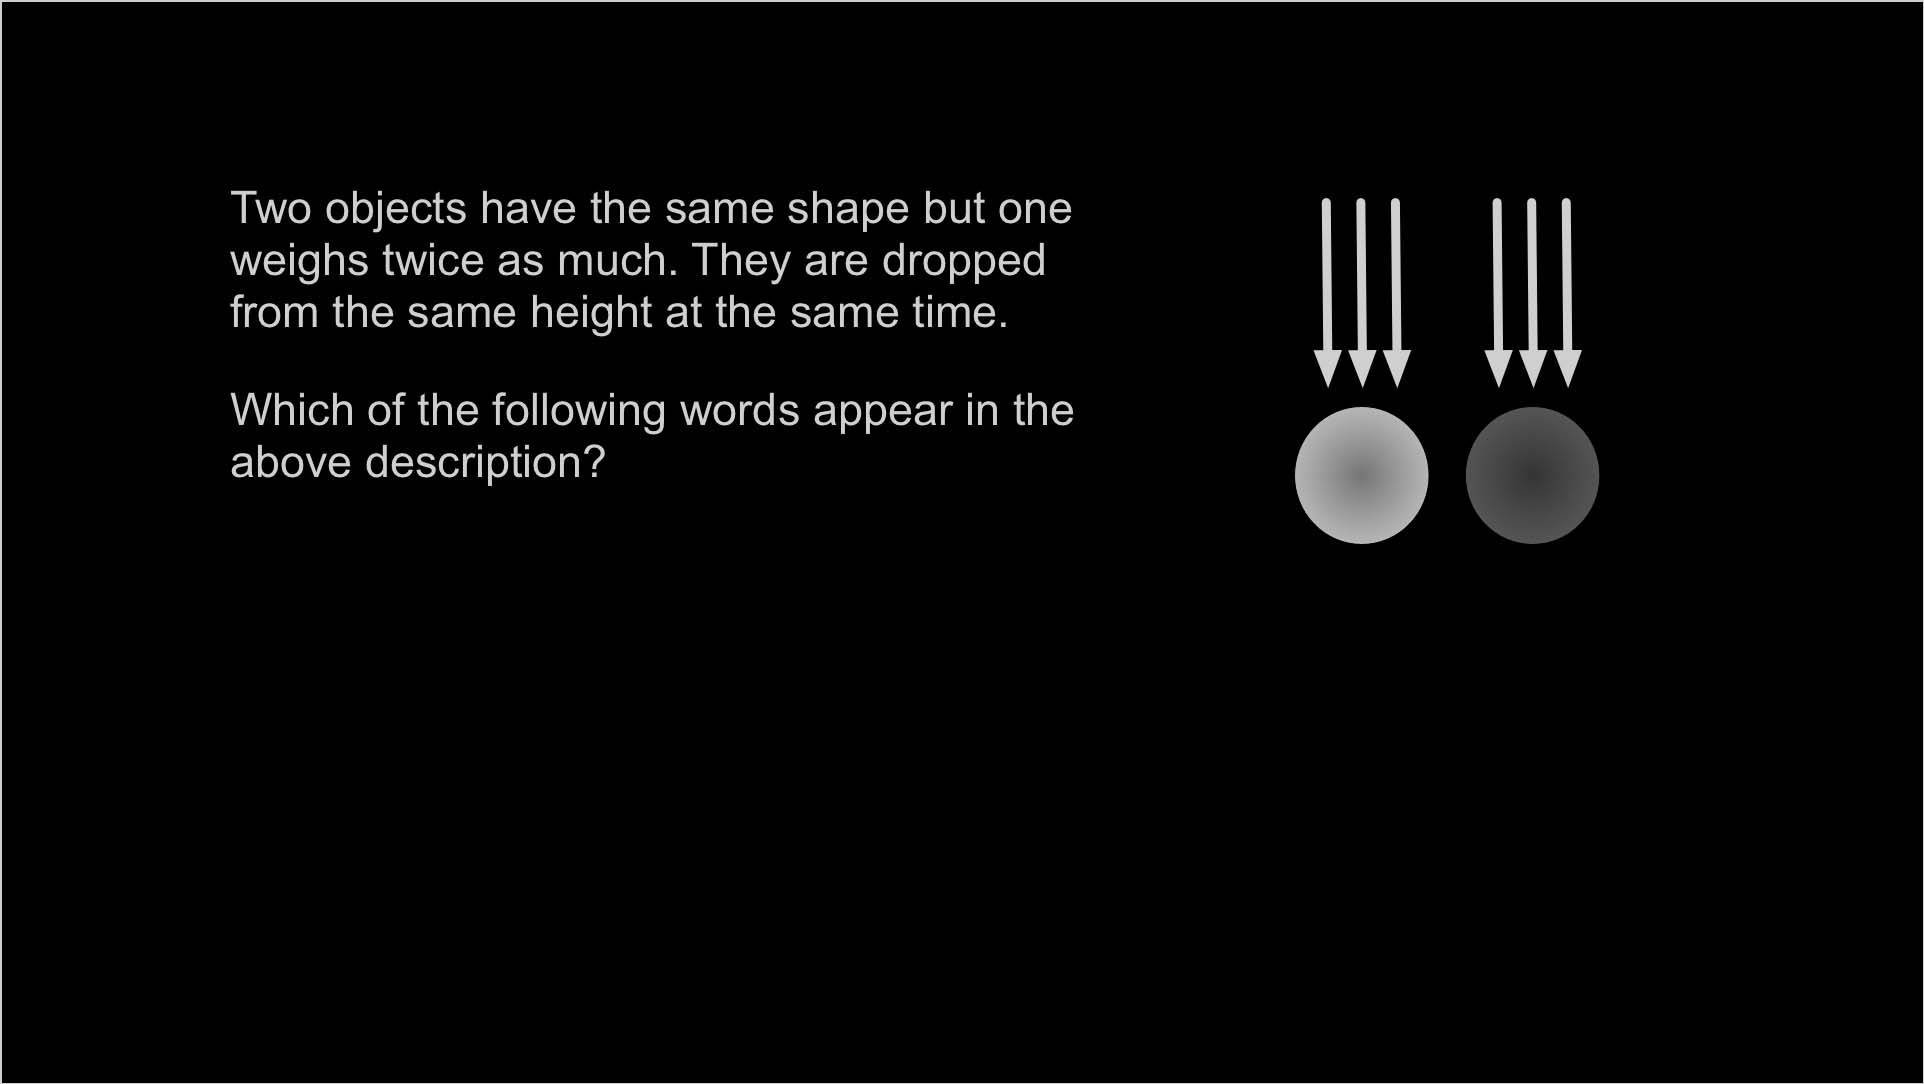 Two objects have the same shape but one
weighs twice as much. They are dropped
from the same height at the same time.
Which of the following words appear in the
above description?